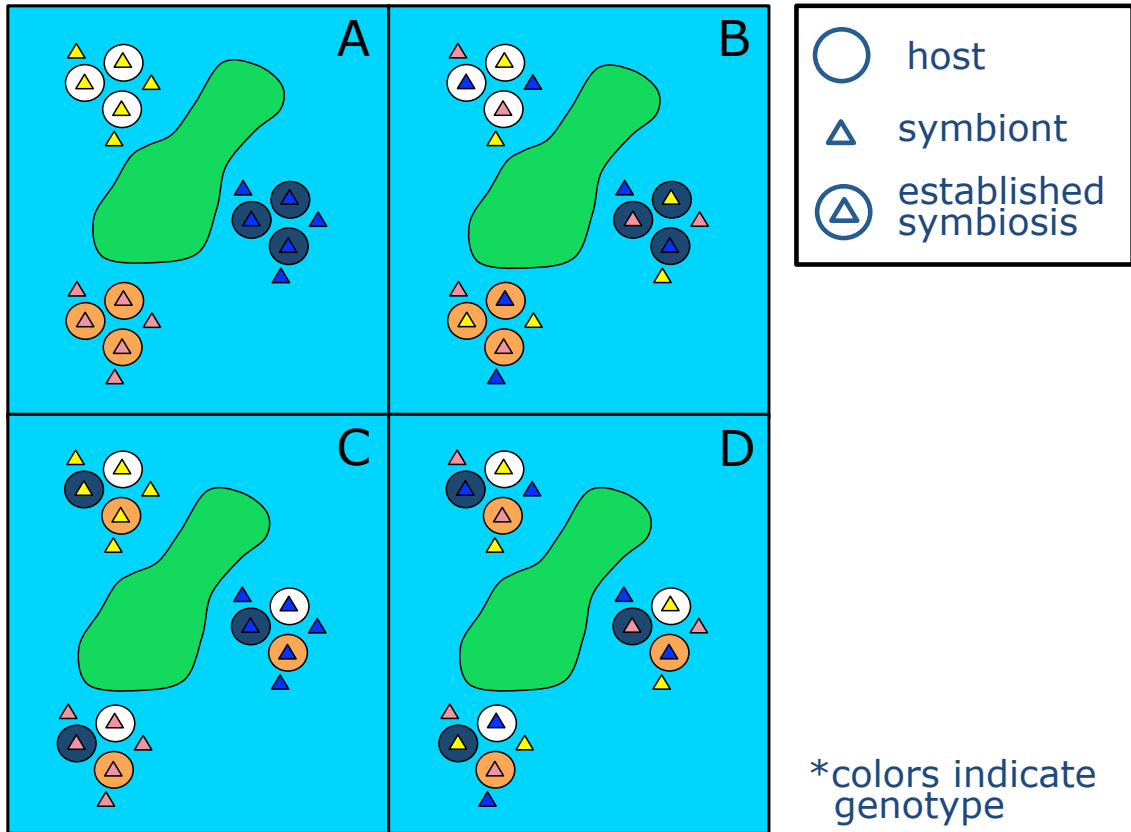 A
B
C
D
host
symbiont
established
symbiosis
*colors indicate
genotype